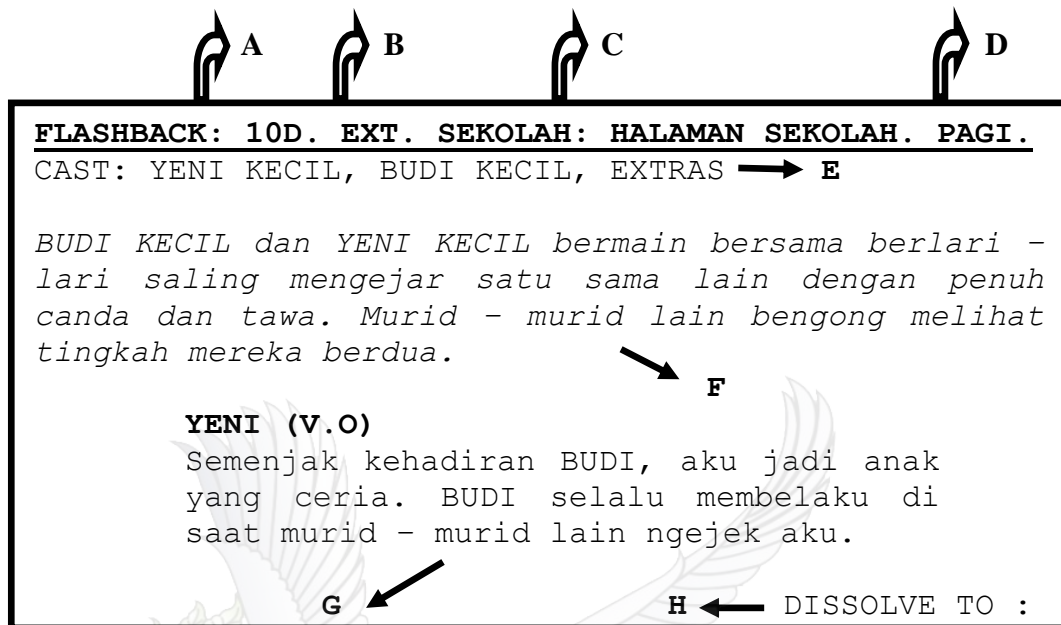 A B C D
FLASHBACK: 10D. EXT. SEKOLAH: HALAMAN SEKOLAH. PAGI.
CAST: YENI KECIL, BUDI KECIL, EXTRAS E
BUDI KECIL dan YENI KECIL bermain bersama berlari –
lari saling mengejar satu sama lain dengan penuh
canda dan tawa. Murid – murid lain bengong melihat
tingkah mereka berdua.
F
YENI (V.O)
Semenjak kehadiran BUDI, aku jadi anak
yang ceria. BUDI selalu membelaku di
saat murid – murid lain ngejek aku.
G H DISSOLVE TO :